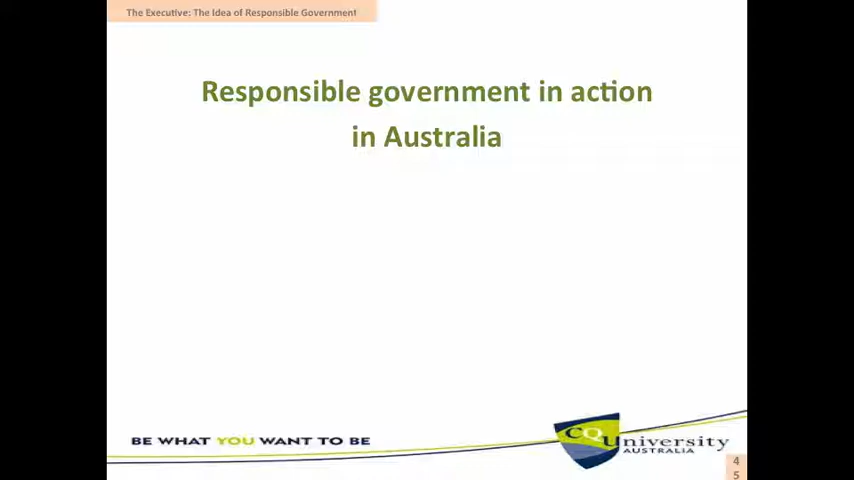 The Executive: The Idea of Responsible Government
Responsible government in action
in Australia
BE WHAT YOU WANT TO BE
CQUniversity
AUSTRALIA
4
5